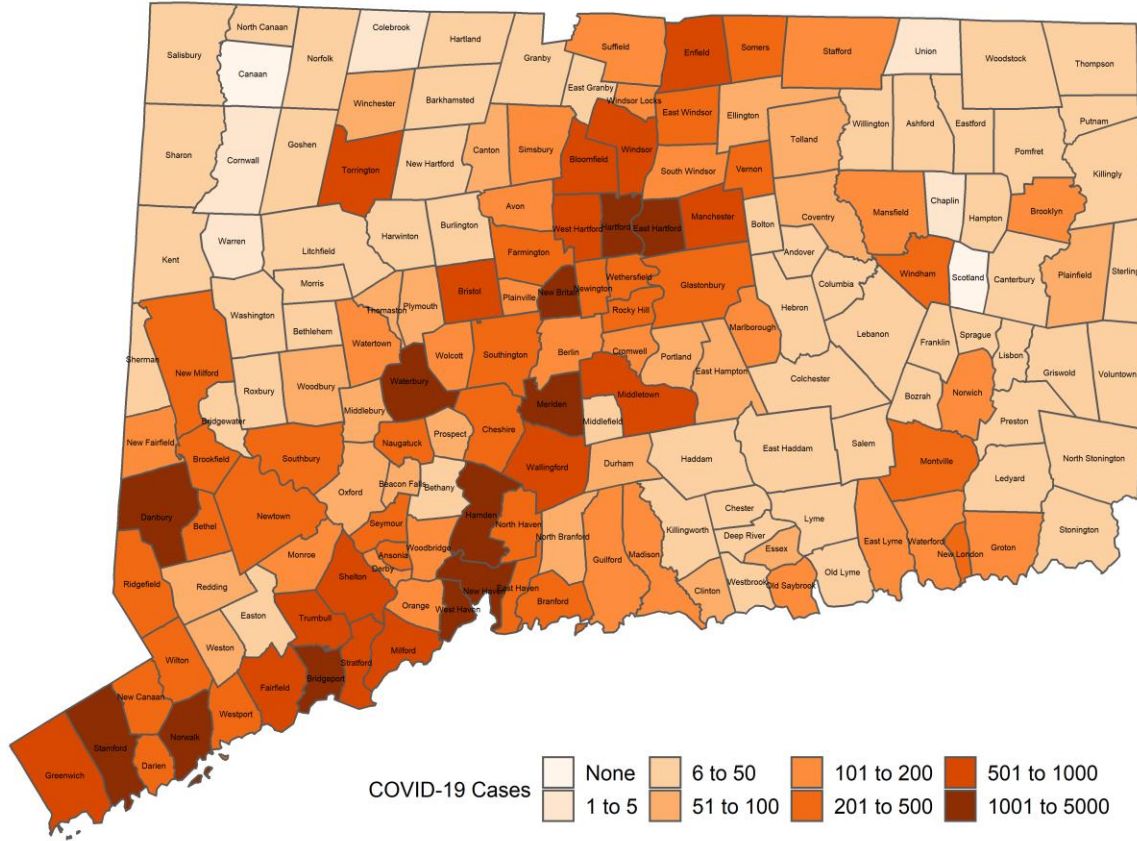 North Canaan
Colebrook
Hartland
Salisbury
Norfolk
Granby
Suffield
Enfield
Somers
Stafford
Union
Woodstock
Thompson
Canaan
East Granby
Windsor Locks
Winchester
Barkhamsted
East Windsor
Ellington
Willington
Ashford
Eastford
Putnam
Sharon
Cornwall
Goshen
Torrington
New Hartford
Canton
Simsbury
Bloomfield
Windsor
South Windsor
Vernon
Tolland
Pomfret
Killingly
Kent
Warren
Litchfield
Harwinton
Burlington
Avon
West Hartford
Hartford
East Hartford
Manchester
Bolton
Coventry
Mansfield
Chaplin
Hampton
Brooklyn
Morris
Farmington
Andover
Columbia
Windham
Scotland
Canterbury
Plainfield
Sterling
Washington
Bethlehem
Thomaston
Plymouth
Bristol
Plainville
New Britain
Newington
Wethersfield
Glastonbury
Rocky Hill
Hebron
Lebanon
Sherman
New Milford
Roxbury
Woodbury
Watertown
Wolcott
Southington
Berlin
Cromwell
Portland
Marlborough
East Hampton
Colchester
Franklin
Sprague
Lisbon
Griswold
Voluntown
Bridgewater
Middlebury
Waterbury
Meriden
Middletown
Middlefield
Bozrah
Norwich
Preston
New Fairfield
Brookfield
Southbury
Naugatuck
Prospect
Cheshire
Wallingford
Durham
Haddam
East Haddam
Salem
Montville
Ledyard
North Stonington
Danbury
Bethel
Newtown
Oxford
Beacon Falls
Bethany
Hamden
North Haven
North Branford
Killingworth
Chester
Lyme
Deep River
Essex
Stonington
Ridgefield
Redding
Monroe
Seymour
Ansonia
Derby
Woodbridge
Guilford
Madison
East Lyme
Waterford
New London
Groton
Easton
Shelton
Orange
New Haven
West Haven
East Haven
Branford
Clinton
Westbrook
Old Saybrook
Old Lyme
Weston
Trumbull
Stratford
Milford
Wilton
Fairfield
Bridgeport
New Canaan
Westport
Norwalk
Darien
Stamford
Greenwich
COVID-19 Cases
None
6 to 50
101 to 200
501 to 1000
1 to 5
51 to 100
201 to 500
1001 to 5000